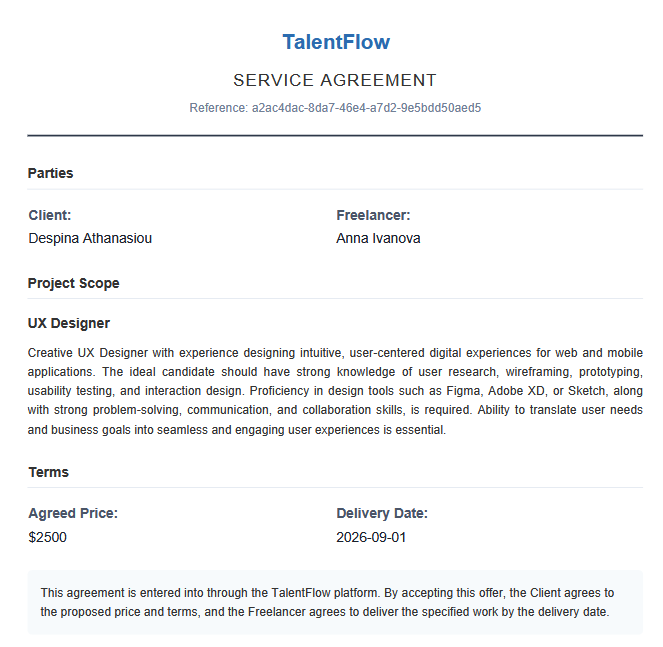 TalentFlow
SERVICE AGREEMENT
Reference: a2ac4dac-8da7-46e4-a7d2-9e5bdd50aed5
Parties
Client:
Despina Athanasiou
Freelancer:
Anna Ivanova
Project Scope
UX Designer
Creative UX Designer with experience designing intuitive, user-centered digital experiences for web and mobile
applications. The ideal candidate should have strong knowledge of user research, wireframing, prototyping,
usability testing, and interaction design. Proficiency in design tools such as Figma, Adobe XD, or Sketch, along
with strong problem-solving, communication, and collaboration skills, is required. Ability to translate user needs
and business goals into seamless and engaging user experiences is essential.
Terms
Agreed Price:
$2500
Delivery Date:
2026-09-01
This agreement is entered into through the TalentFlow platform. By accepting this offer, the Client agrees to
the proposed price and terms, and the Freelancer agrees to deliver the specified work by the delivery date.